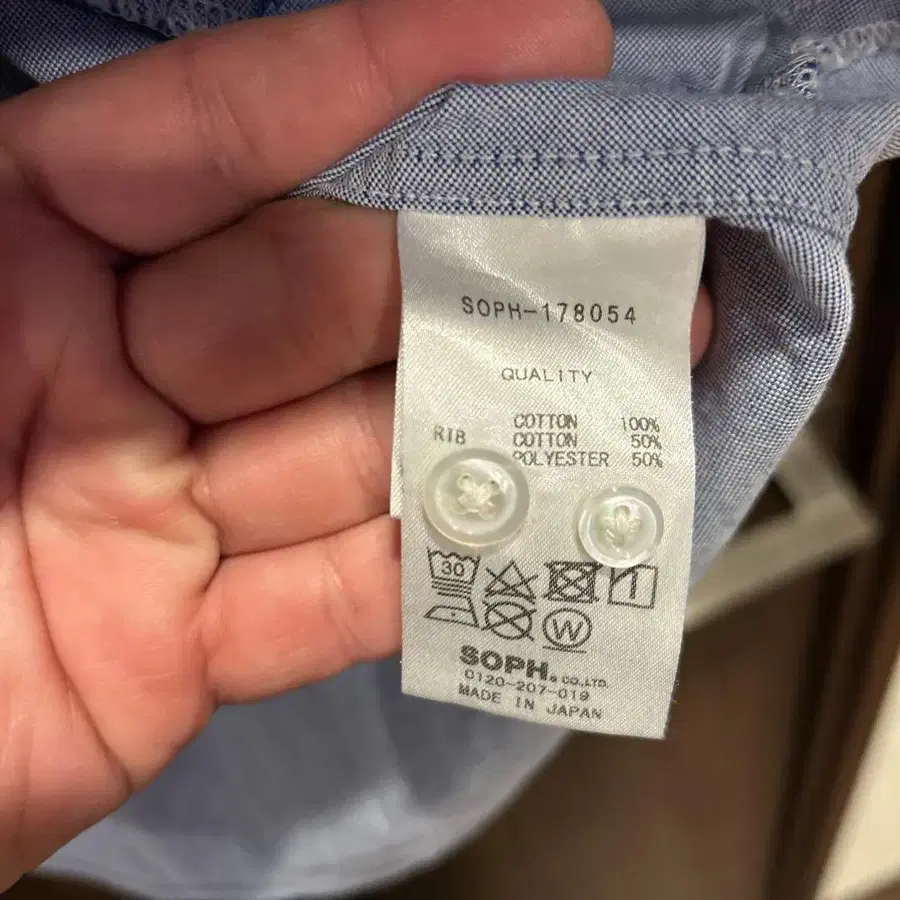 SOPH-178054
QUALITY
COTTON 100%
RIB COTTON 50%
POLYESTER 50%
30
W
SOPH. CO.,LTD.
0120-207-019
MADE IN JAPAN